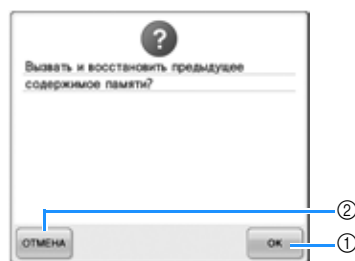 ?
Вызвать и восстановить предыдущее
содержимое памяти?
ОТМЕНА
OK
②
①